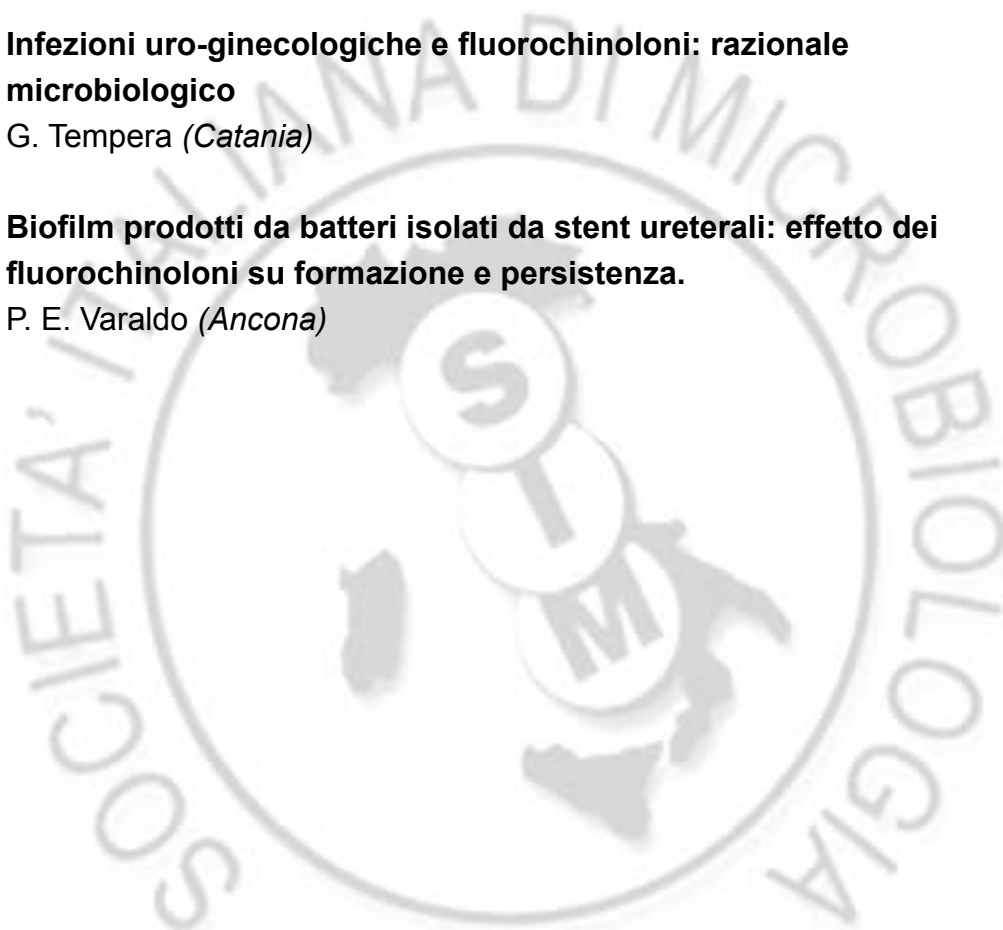 Infezioni uro-ginecologiche e fluorochinoloni: razionale
microbiologico
G. Tempera (Catania)
Biofilm prodotti da batteri isolati da stent ureterali: effetto dei
fluorochinoloni su formazione e persistenza.
P. E. Varaldo (Ancona)
SOCIETA' ITALIANA DI MICROBIOLOGIA
S
I
M